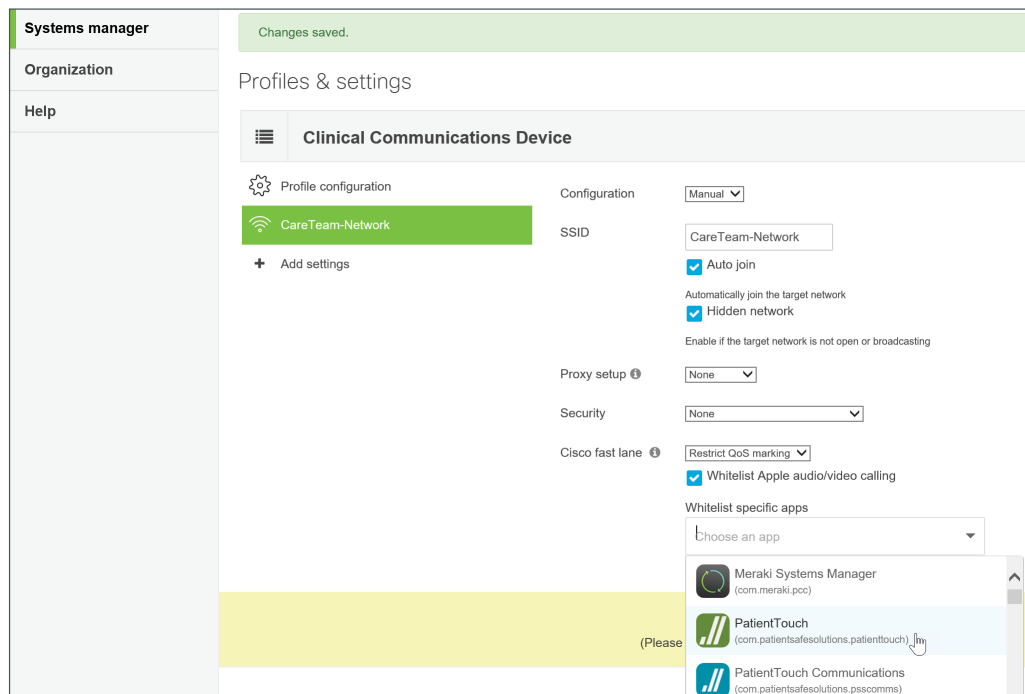 Systems manager
Organization
Help
Changes saved.
Profiles & settings
Clinical Communications Device
Profile configuration
CareTeam-Network
Add settings
Configuration
Manual
SSID
CareTeam-Network
Auto join
Automatically join the target network
Hidden network
Enable if the target network is not open or broadcasting
Proxy setup
None
Security
None
Cisco fast lane
Restrict QoS marking
Whitelist Apple audio/video calling
Whitelist specific apps
Choose an app
Meraki Systems Manager
(com.meraki.pcc)
(Please
PatientTouch
(com.patientsafesolutions.patienttouch)
PatientTouch Communications
(com.patientsafesolutions.psscomms)